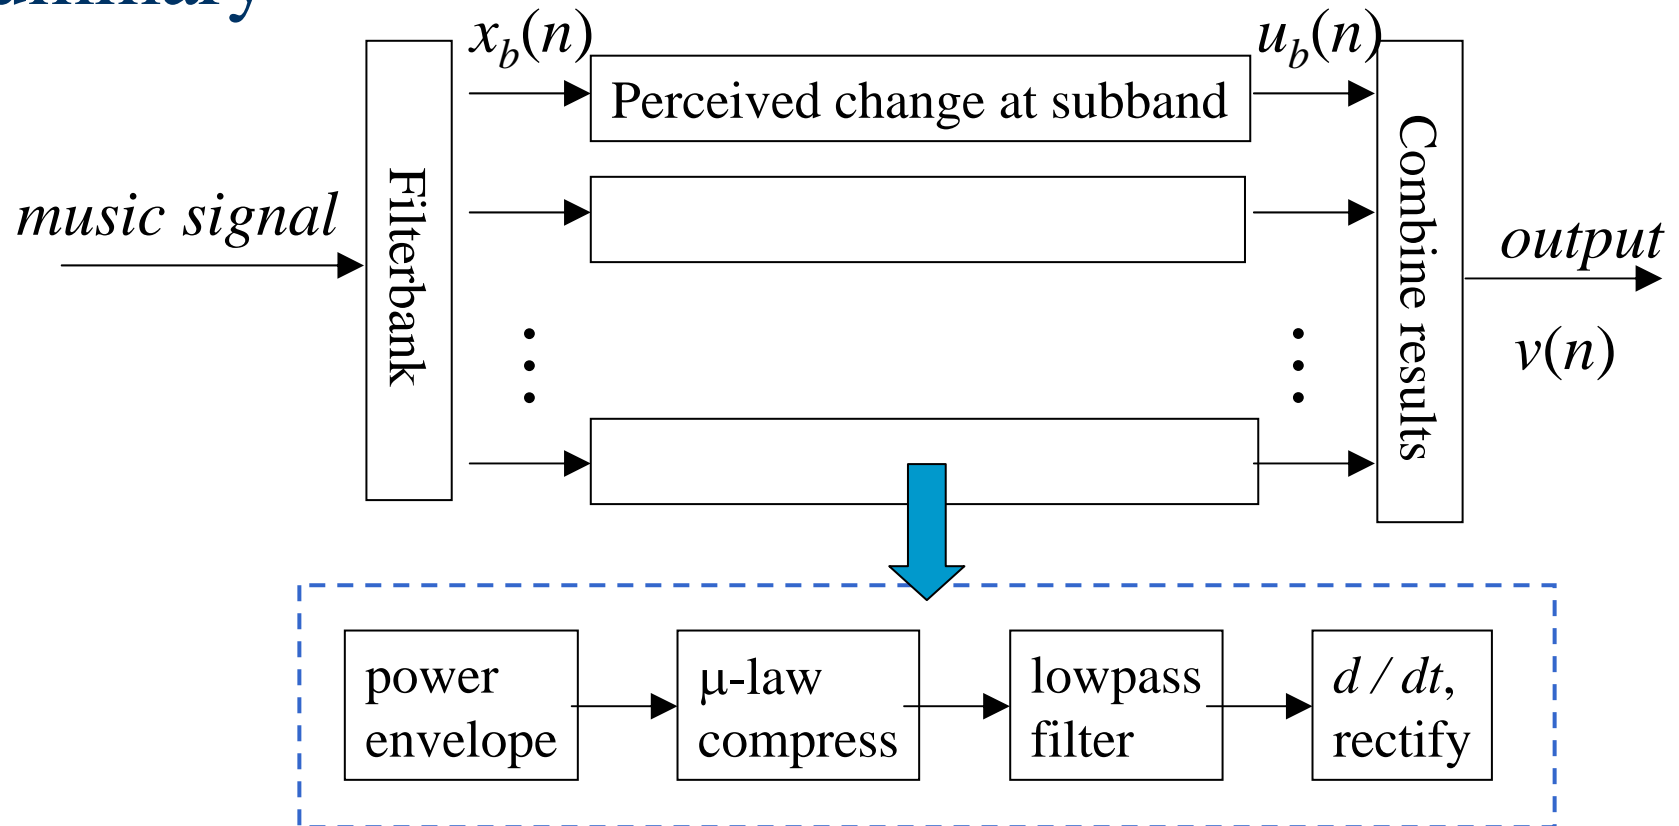 x_b(n)
u_b(n)
Perceived change at subband
music signal
Filterbank
Combine results
output
v(n)
power
envelope
μ-law
compress
lowpass
filter
d / dt,
rectify